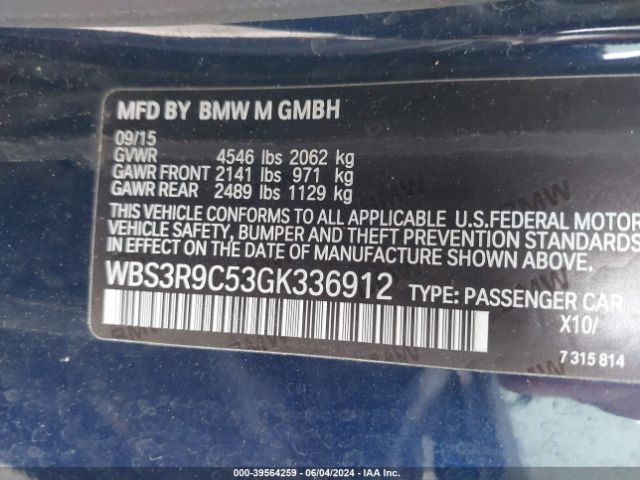 MFD BY BMW M GMBH
09/15
GVWR 4546 lbs 2062 kg
GAWR FRONT 2141 lbs 971 kg
GAWR REAR 2489 lbs 1129 kg
THIS VEHICLE CONFORMS TO ALL APPLICABLE U.S.FEDERAL MOTOR
VEHICLE SAFETY, BUMPER AND THEFT PREVENTION STANDARDS
IN EFFECT ON THE DATE OF MANUFACTURE SHOWN ABOVE.
WBS3R9C53GK336912 TYPE: PASSENGER CAR
X10/
7 315 814
000-39564259 - 06/04/2024 - IAA Inc.